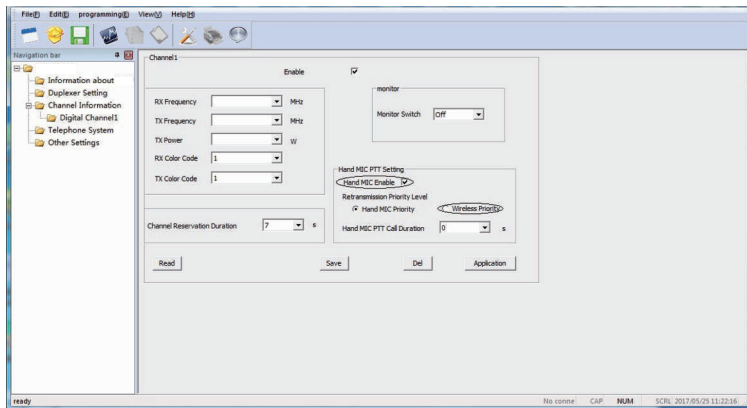 File(F) Edit(E) programming(E) View(V) Help(H)
Navigation bar
Information about
Duplexer Setting
Channel Information
Digital Channel1
Telephone System
Other Settings
Channel1
Enable
RX Frequency MHz
TX Frequency MHz
TX Power W
RX Color Code 1
TX Color Code 1
monitor
Monitor Switch Off
Hand MIC PTT Setting
Hand MIC Enable
Retransmission Priority Level
Hand MIC Priority Wireless Priority
Channel Reservation Duration 7 s
Hand MIC PTT Call Duration 0 s
Read Save Del Application
ready No conne CAP NUM SCRL 2017/05/25 11:22:16